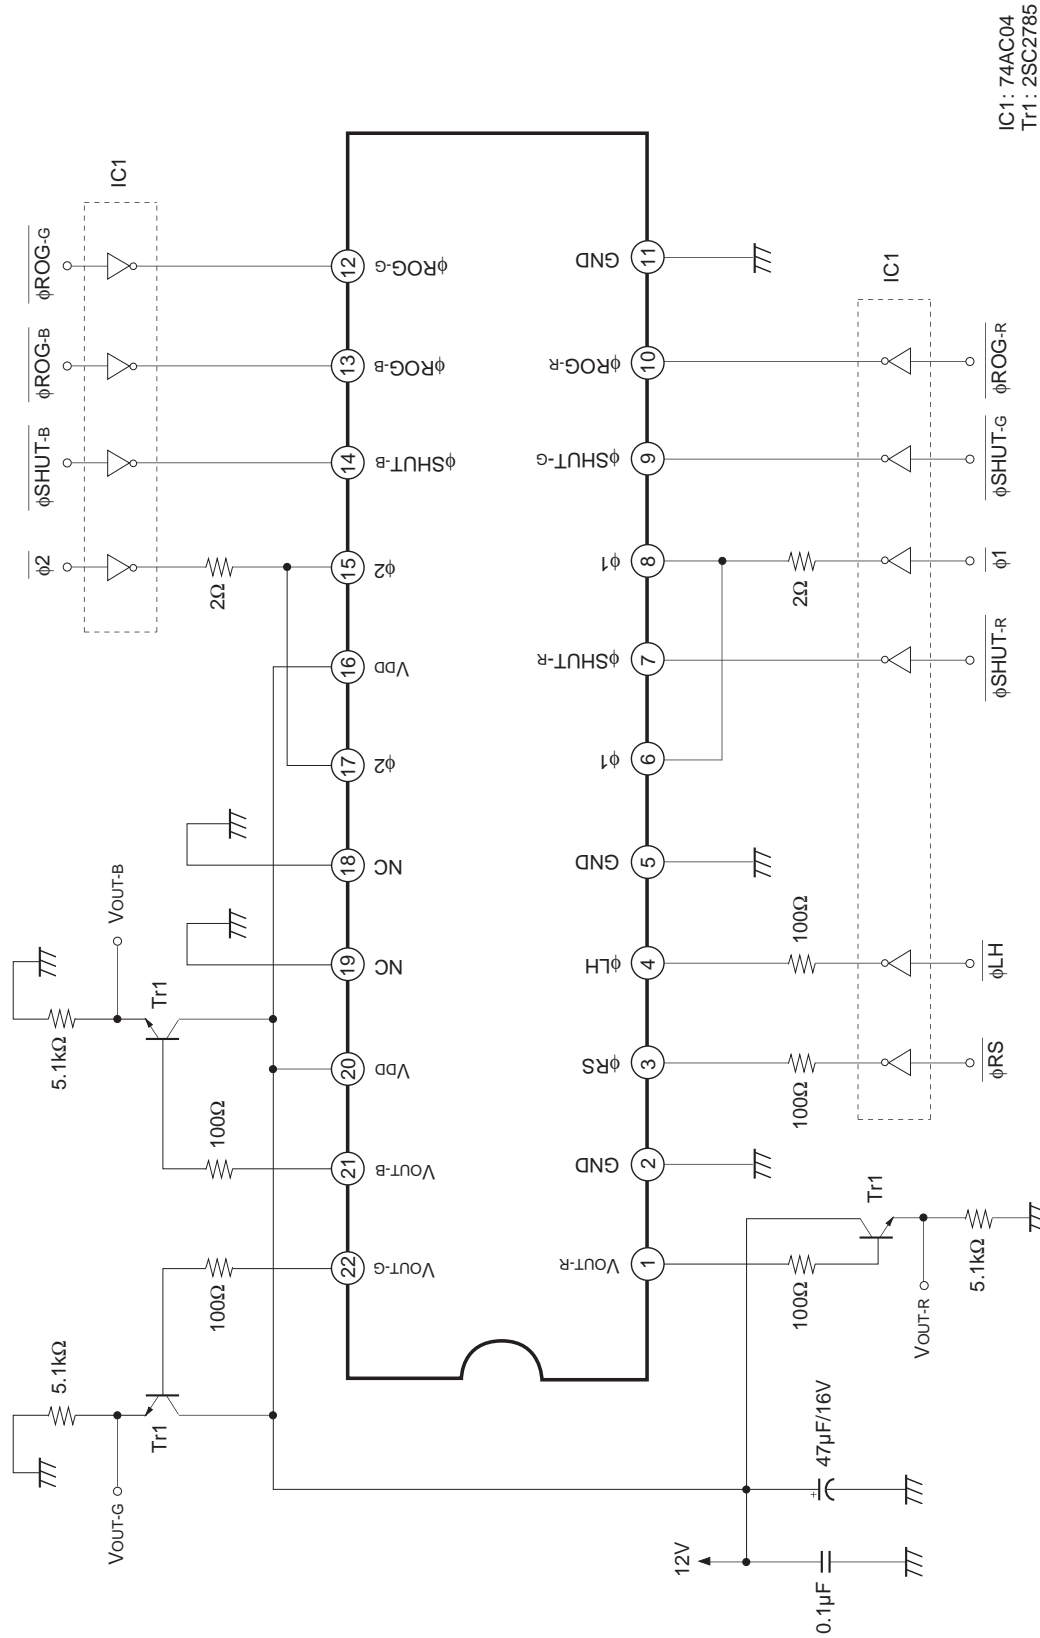 IC1: 74AC04
Tr1: 2SC2785
IC1
ϕROG-G
ϕROG-B
ϕSHUT-B
ϕ2
2Ω
VOUT-B
5.1kΩ
Tr1
100Ω
5.1kΩ
Tr1
100Ω
VOUT-G
12 ϕROG-G
13 ϕROG-B
14 ϕSHUT-B
15 ϕ2
16 VDD
17 ϕ2
18 NC
19 NC
20 VDD
21 VOUT-B
22 VOUT-G
GND 11
ϕROG-R 10
ϕSHUT-G 9
ϕ1 8
ϕSHUT-R 7
ϕ1 6
GND 5
ϕLH 4
ϕRS 3
GND 2
VOUT-R 1
IC1
ϕROG-R
ϕSHUT-G
2Ω
ϕ1
ϕSHUT-R
100Ω
ϕLH
100Ω
ϕRS
Tr1
100Ω
5.1kΩ
VOUT-R
+
47µF/16V
12V
0.1µF